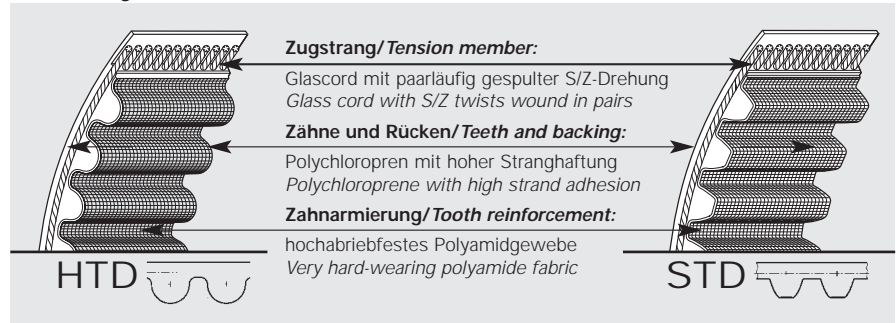 Zugstrang/Tension member:
Glascord mit paarläufig gespulter S/Z-Drehung
Glass cord with S/Z twists wound in pairs
Zähne und Rücken/Teeth and backing:
Polychloropren mit hoher Stranghaftung
Polychloroprene with high strand adhesion
Zahnarmierung/Tooth reinforcement:
hochabriebfestes Polyamidgewebe
Very hard-wearing polyamide fabric
HTD
STD